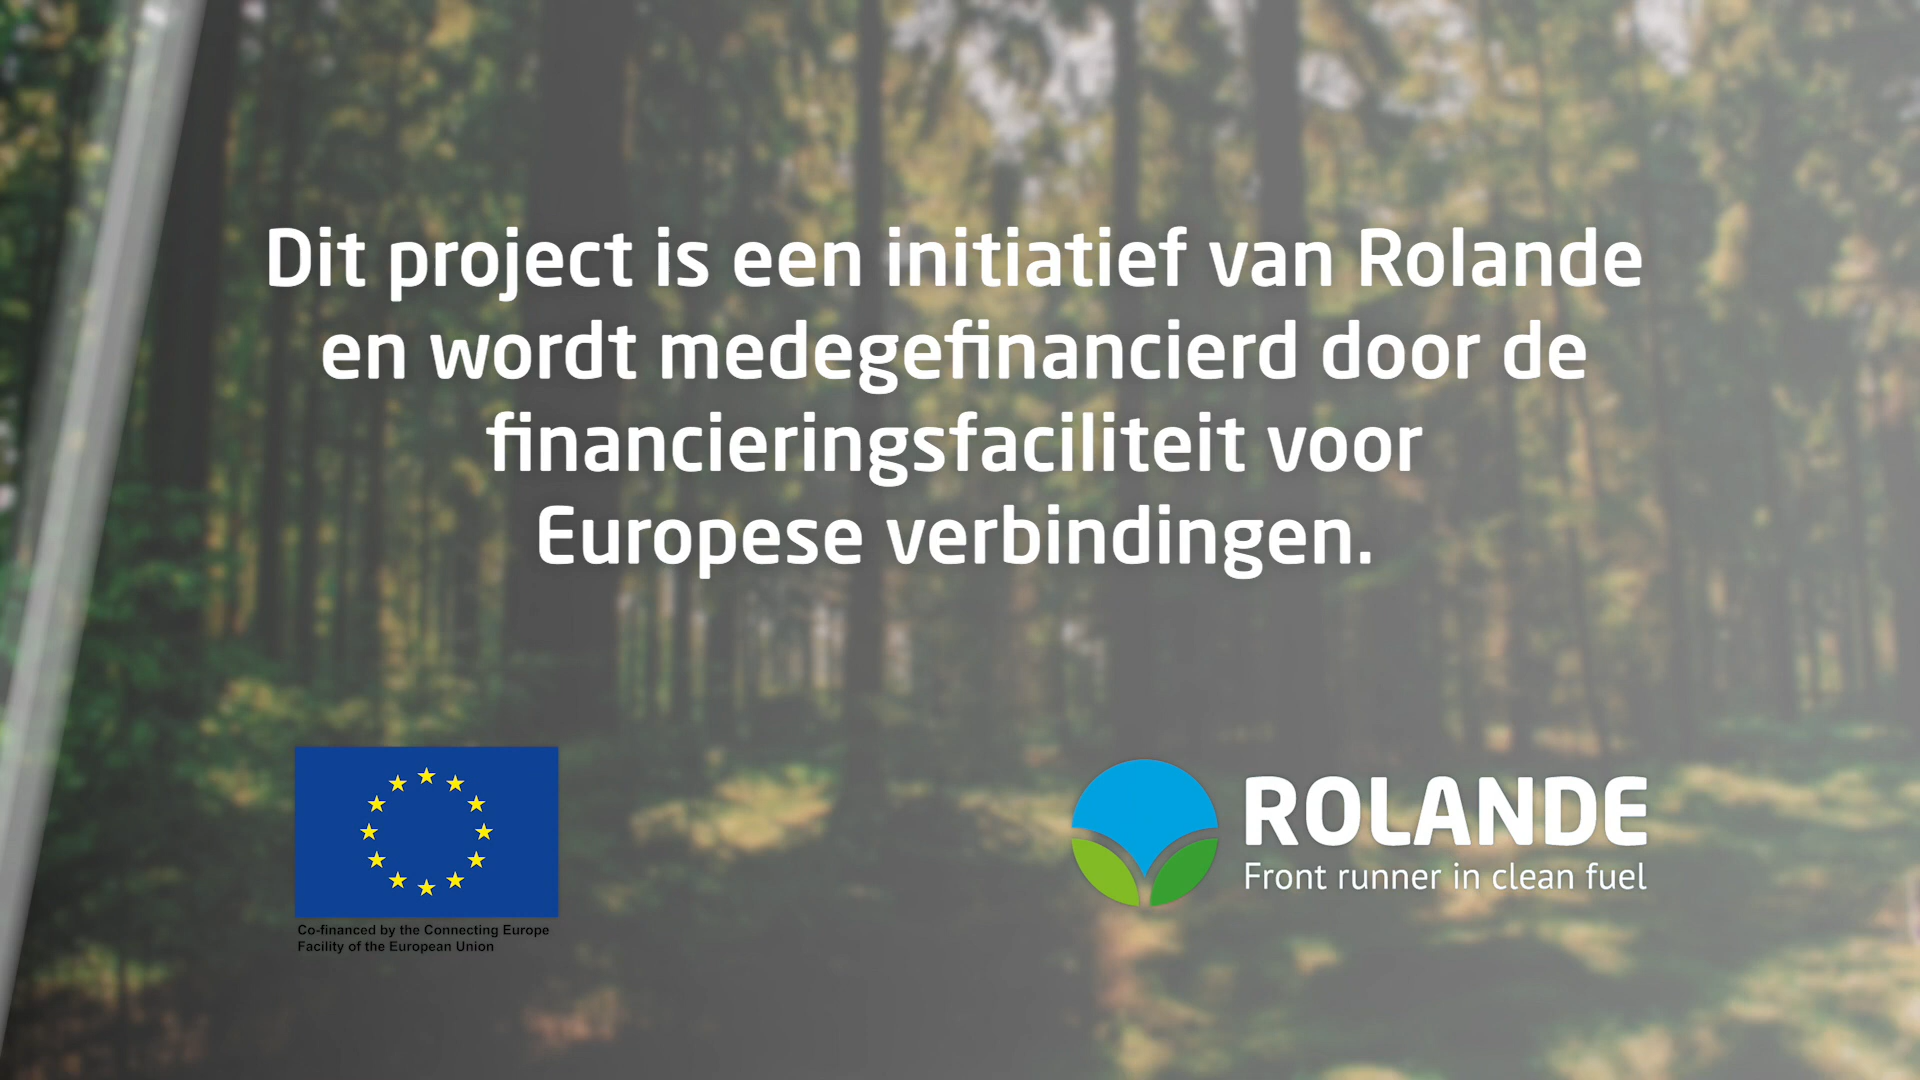 Dit project is een initiatief van Rolande
en wordt medegefinancierd door de
financieringsfaciliteit voor
Europese verbindingen.
Co-financed by the Connecting Europe
Facility of the European Union
ROLANDE
Front runner in clean fuel